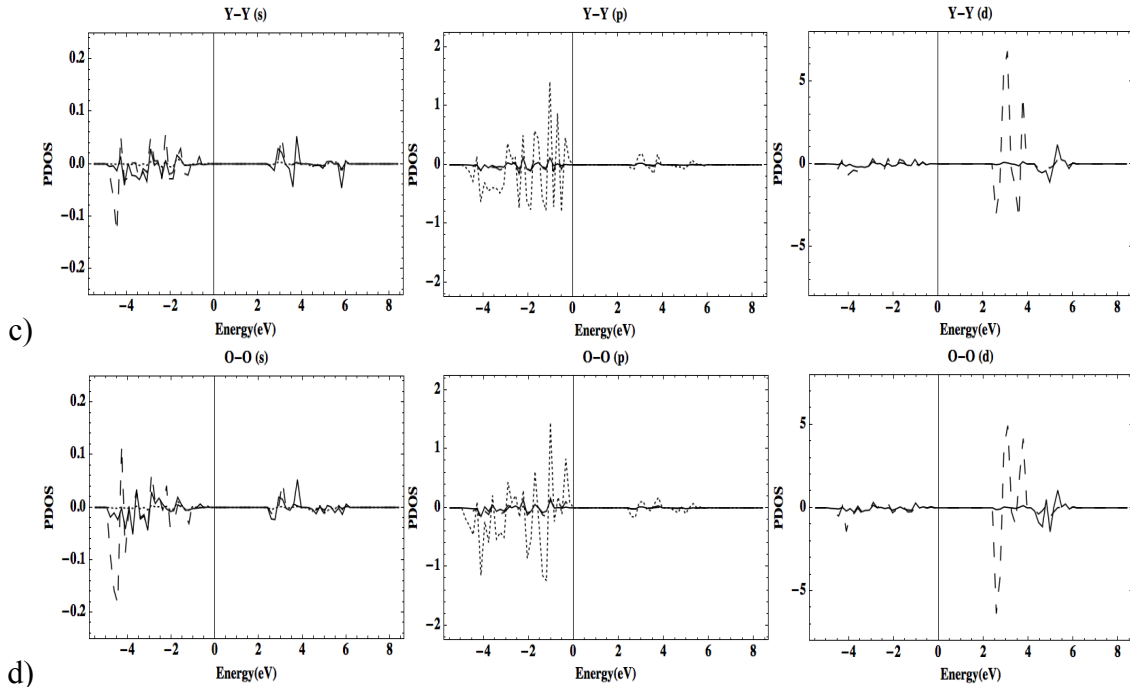 Y−Y (s)
Y−Y (p)
Y−Y (d)
PDOS
0.2
0.1
0.0
−0.1
−0.2
−4 −2 0 2 4 6 8
Energy(eV)
PDOS
2
1
0
−1
−2
−4 −2 0 2 4 6 8
Energy(eV)
PDOS
5
0
−5
−4 −2 0 2 4 6 8
Energy(eV)
c)
O−O (s)
O−O (p)
O−O (d)
PDOS
0.2
0.1
0.0
−0.1
−0.2
−4 −2 0 2 4 6 8
Energy(eV)
PDOS
2
1
0
−1
−2
−4 −2 0 2 4 6 8
Energy(eV)
PDOS
5
0
−5
−4 −2 0 2 4 6 8
Energy(eV)
d)